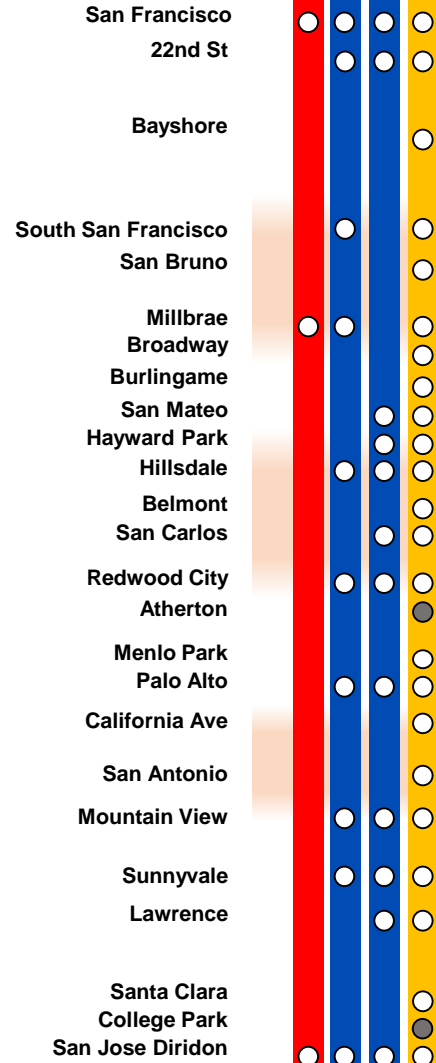 San Francisco
22nd St
Bayshore
South San Francisco
San Bruno
Millbrae
Broadway
Burlingame
San Mateo
Hayward Park
Hillsdale
Belmont
San Carlos
Redwood City
Atherton
Menlo Park
Palo Alto
California Ave
San Antonio
Mountain View
Sunnyvale
Lawrence
Santa Clara
College Park
San Jose Diridon